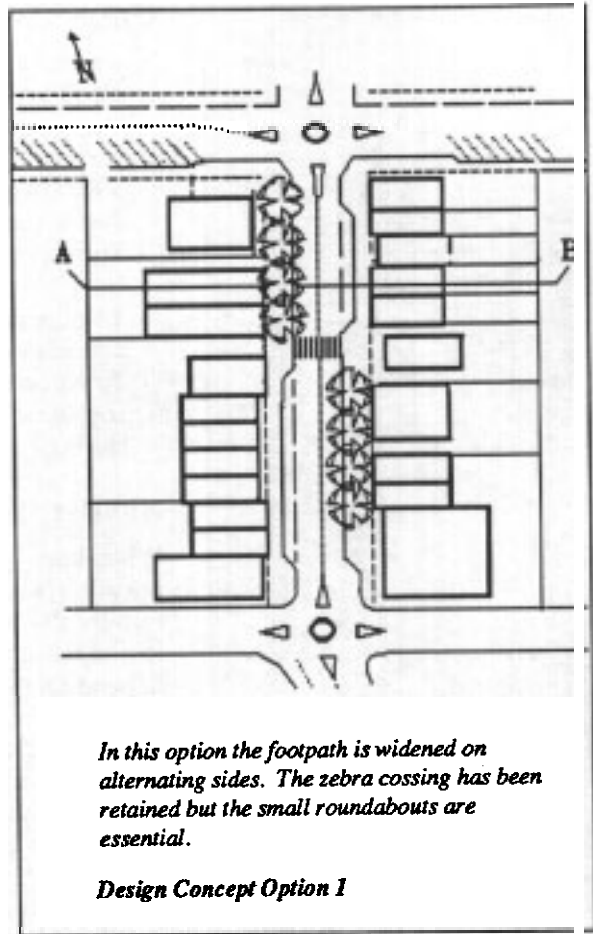 N
A
B
In this option the footpath is widened on
alternating sides. The zebra cossing has been
retained but the small roundabouts are
essential.
Design Concept Option 1